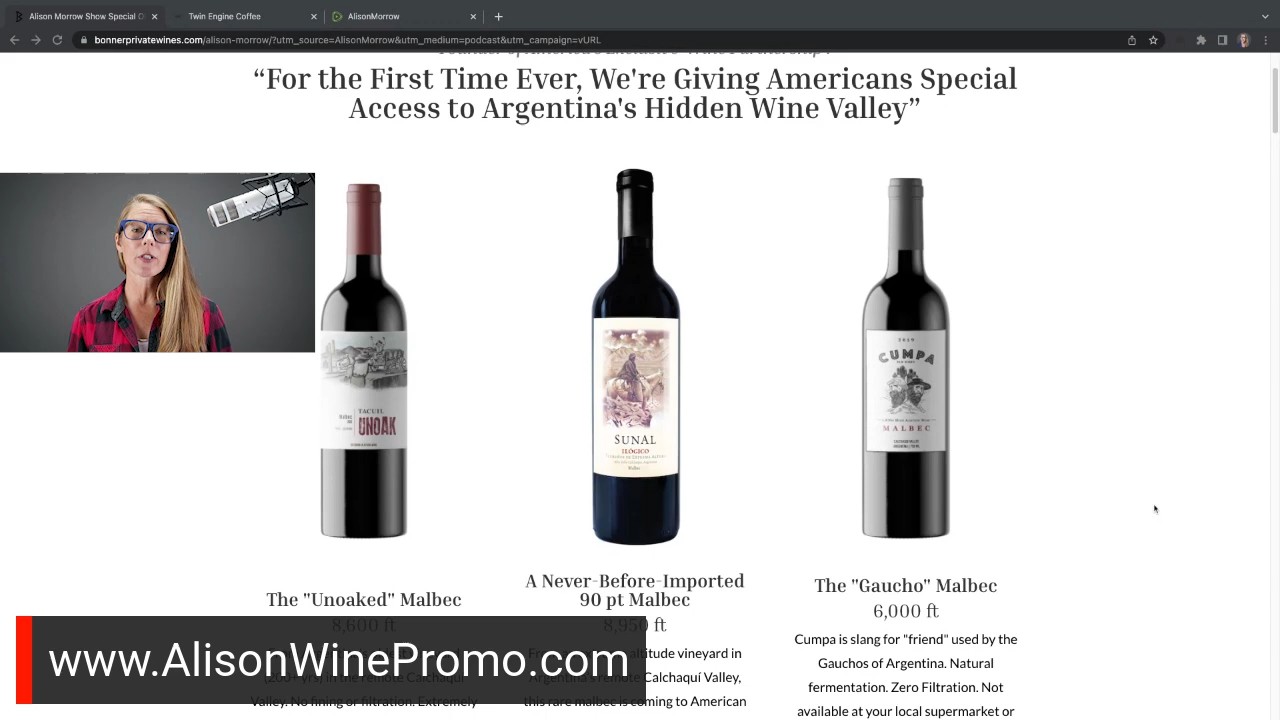 Alison Morrow Show Special O
Twin Engine Coffee
AlisonMorrow
bonnerprivatewines.com/alison-morrow/?utm_source=AlisonMorrow&utm_medium=podcast&utm_campaign=vURL
“For the First Time Ever, We're Giving Americans Special
Access to Argentina's Hidden Wine Valley”
TACUIL
UNOAK
SUNAL
ILÓGICO
Malbec
2019
CUMPA
MALBEC
The "Unoaked" Malbec
8,600 ft
Valley. No fining or filtration. Extremely
A Never-Before-Imported
90 pt Malbec
8,950 ft
altitude vineyard in
Argentina's remote Calchaquí Valley,
this rare malbec is coming to American
The "Gaucho" Malbec
6,000 ft
Cumpa is slang for "friend" used by the
Gauchos of Argentina. Natural
fermentation. Zero Filtration. Not
available at your local supermarket or
www.AlisonWinePromo.com